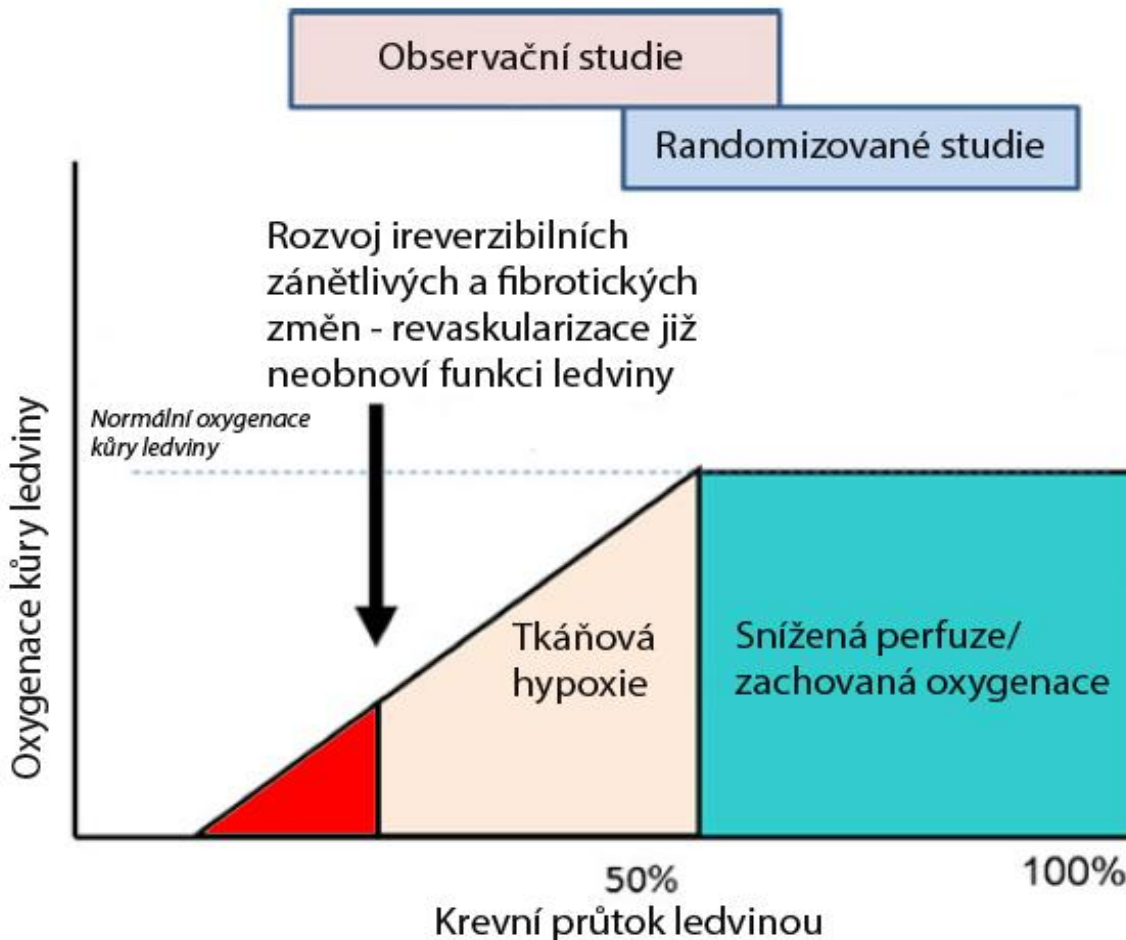 Observační studie
Randomizované studie
Rozvoj ireverzibilních
zánětlivých a fibrotických
změn - revaskularizace již
neobnoví funkci ledviny
Normální oxygenace
kůry ledviny
Oxygenace kůry ledviny
Tkáňová
hypoxie
Snížená perfuze/
zachovaná oxygenace
50%
100%
Krevní průtok ledvinou